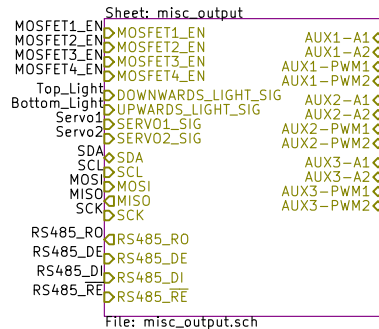 Sheet: misc_output
MOSFET1_EN MOSFET1_EN AUX1-A1
MOSFET2_EN MOSFET2_EN AUX1-A2
MOSFET3_EN MOSFET3_EN AUX1-PWM1
MOSFET4_EN MOSFET4_EN AUX1-PWM2
Top_Light DOWNWARDS_LIGHT_SIG AUX2-A1
Bottom_Light UPWARDS_LIGHT_SIG AUX2-A2
Servo1 SERVO1_SIG AUX2-PWM1
Servo2 SERVO2_SIG AUX2-PWM2
SDA SDA AUX3-A1
SCL SCL AUX3-A2
MOSI MOSI AUX3-PWM1
MISO MISO AUX3-PWM2
SCK SCK
RS485_RO RS485_RO
RS485_DE RS485_DE
RS485_DI RS485_DI
RS485_RE RS485_RE
File: misc_output.sch